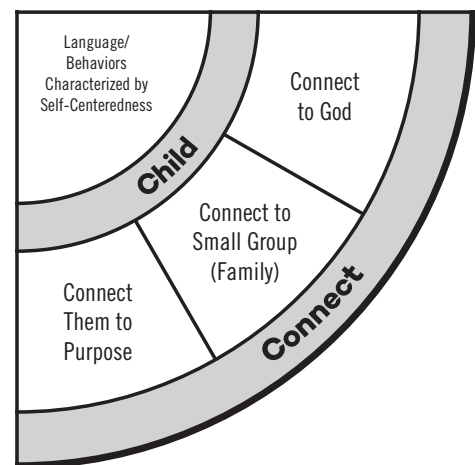 Language/
Behaviors
Characterized by
Self-Centeredness
Child
Connect
to God
Connect to
Small Group
(Family)
Connect
Them to
Purpose
Connect